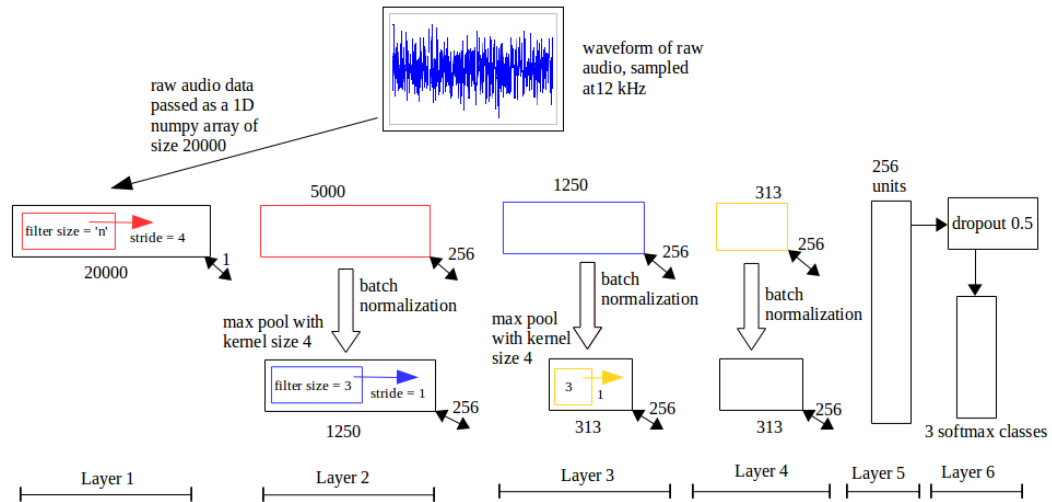 waveform of raw
audio, sampled
at12 kHz
raw audio data
passed as a 1D
numpy array of
size 20000
filter size = 'n'
stride = 4
1
20000
5000
256
batch
normalization
max pool with
kernel size 4
filter size = 3
stride = 1
256
1250
1250
256
batch
normalization
max pool
with kernel
size 4
3
1
256
313
313
256
batch
normalization
256
313
256
units
dropout 0.5
3 softmax classes
Layer 1
Layer 2
Layer 3
Layer 4
Layer 5
Layer 6